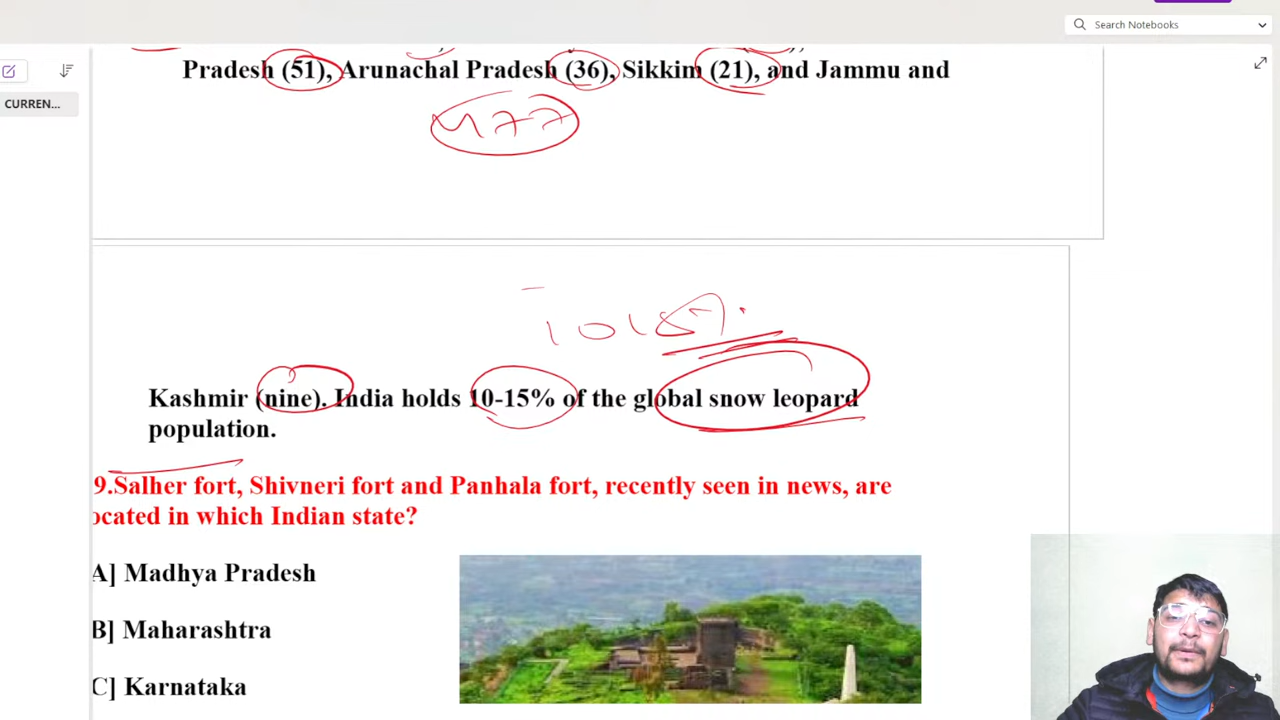 Search Notebooks
Pradesh (51), Arunachal Pradesh (36), Sikkim (21), and Jammu and
CURREN...
477
1015%
Kashmir (nine). India holds 10-15% of the global snow leopard
population.
9.Salher fort, Shivneri fort and Panhala fort, recently seen in news, are
ocated in which Indian state?
A] Madhya Pradesh
B] Maharashtra
C] Karnataka